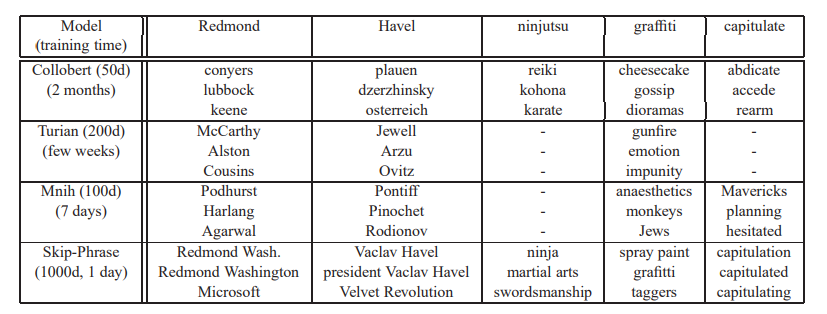 Model Redmond Havel ninjutsu graffiti capitulate
(training time)
Collobert (50d) conyers plauen reiki cheesecake abdicate
(2 months) lubbock dzerzhinsky kohona gossip accede
keene osterreich karate dioramas rearm
Turian (200d) McCarthy Jewell - gunfire -
(few weeks) Alston Arzu - emotion -
Cousins Ovitz - impunity -
Mnih (100d) Podhurst Pontiff - anaesthetics Mavericks
(7 days) Harlang Pinochet - monkeys planning
Agarwal Rodionov - Jews hesitated
Skip-Phrase Redmond Wash. Vaclav Havel ninja spray paint capitulation
(1000d, 1 day) Redmond Washington president Vaclav Havel martial arts grafitti capitulated
Microsoft Velvet Revolution swordsmanship taggers capitulating